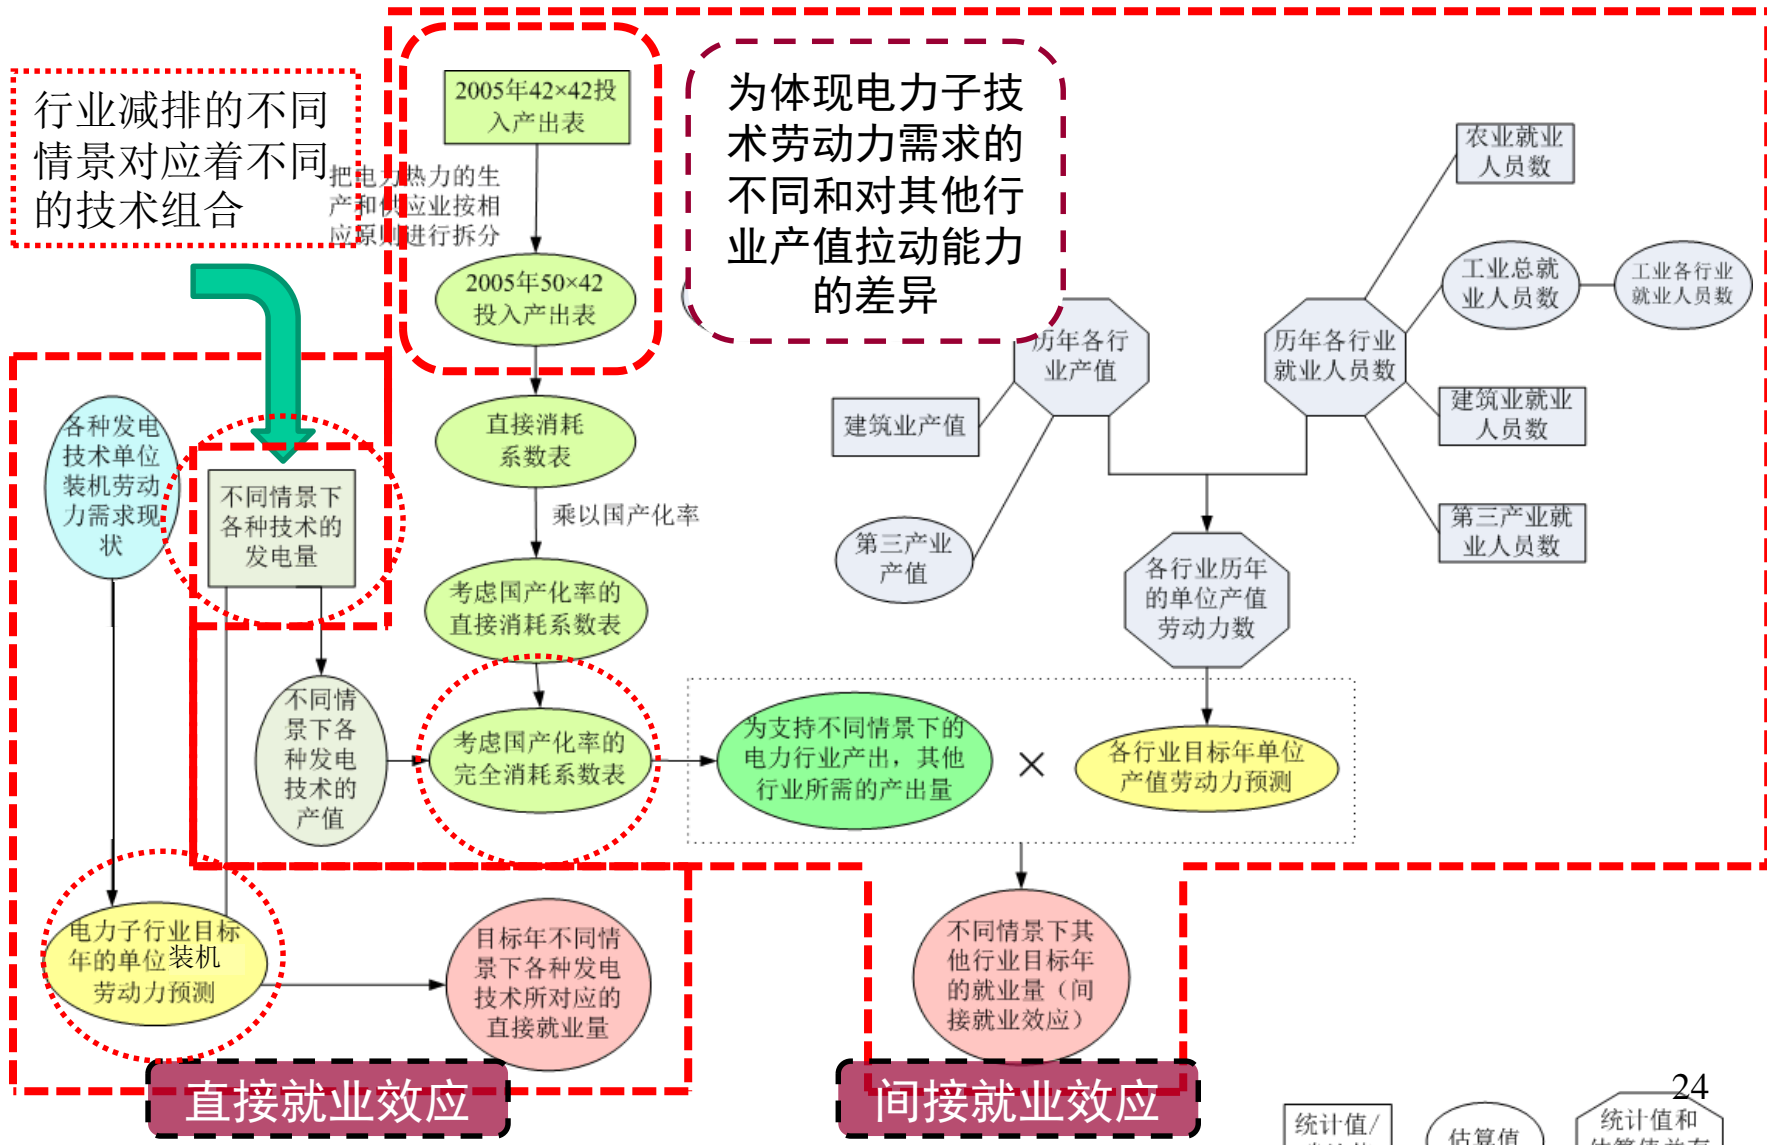 行业减排的不同
情景对应着不同
的技术组合
2005年42×42投
入产出表
把电力热力的生
产和供应业按相
应原则进行拆分
2005年50×42
投入产出表
为体现电力子技
术劳动力需求的
不同和对其他行
业产值拉动能力
的差异
农业就业
人员数
工业总就
业人员数
工业各行业
就业人员数
历年各行
业产值
历年各行业
就业人员数
建筑业产值
建筑业就业
人员数
第三产业
产值
第三产业就
业人员数
各行业历年
的单位产值
劳动力数
直接消耗
系数表
乘以国产化率
考虑国产化率的
直接消耗系数表
各种发电
技术单位
装机劳动
力需求现
状
不同情景下
各种技术的
发电量
不同情
景下各
种发电
技术的
产值
考虑国产化率的
完全消耗系数表
为支持不同情景下的
电力行业产出，其他
行业所需的产出量
×
各行业目标年单位
产值劳动力预测
电力子行业目标
年的单位装机
劳动力预测
目标年不同情
景下各种发电
技术所对应的
直接就业量
不同情景下其
他行业目标年
的就业量（间
接就业效应）
直接就业效应
间接就业效应
24
统计值/
估算值
统计值和